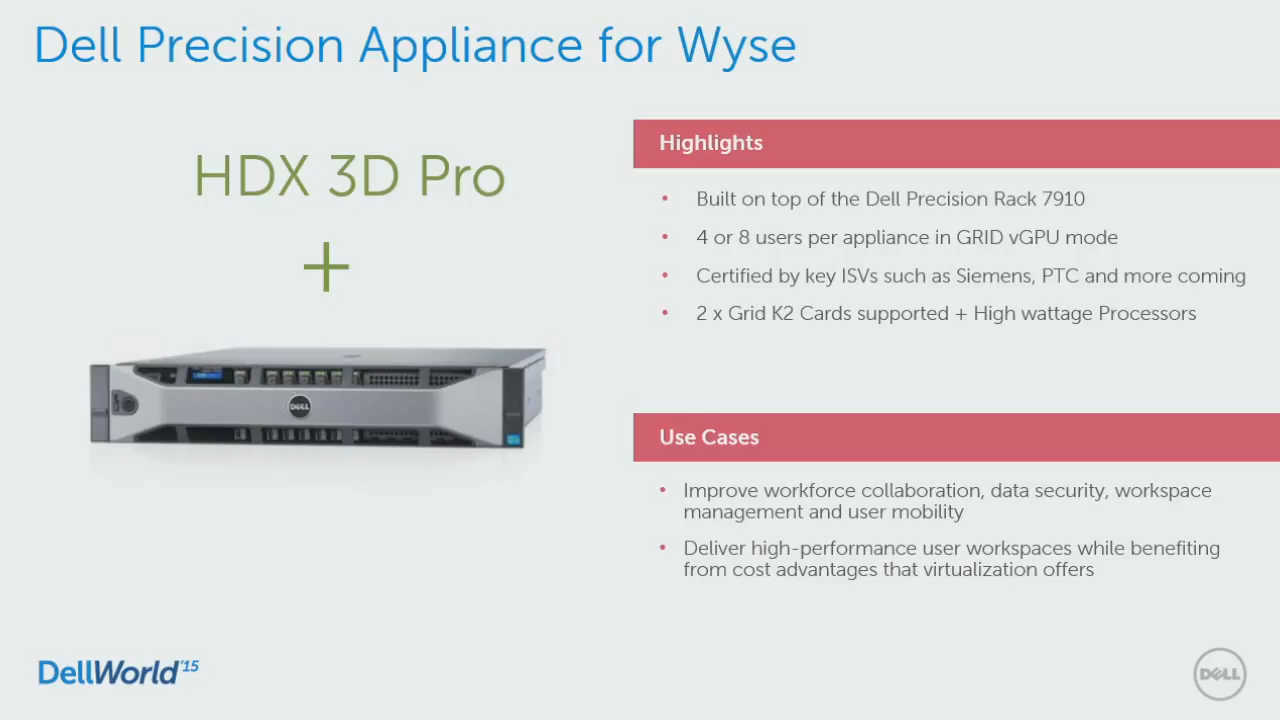 Dell Precision Appliance for Wyse
HDX 3D Pro
+
DELL
Highlights
• Built on top of the Dell Precision Rack 7910
• 4 or 8 users per appliance in GRID vGPU mode
• Certified by key ISVs such as Siemens, PTC and more coming
• 2 x Grid K2 Cards supported + High wattage Processors
Use Cases
• Improve workforce collaboration, data security, workspace
management and user mobility
• Deliver high-performance user workspaces while benefiting
from cost advantages that virtualization offers
DellWorld'15
DELL